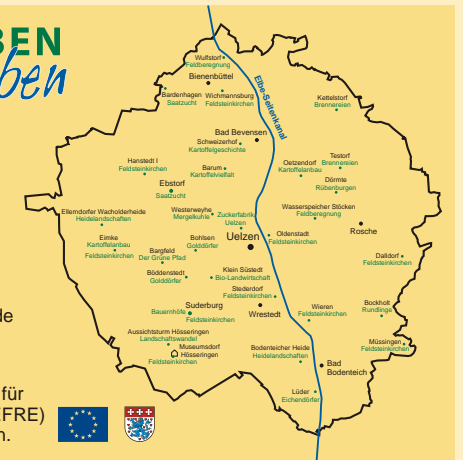 BEN
ben
Wulfstorf
Feldberegnung
Bienenbüttel
Bardenhagen
Saatzucht
Wichmannsburg
Feldsteinkirchen
Elbe-Seitenkanal
Kettelstorf
Brennereien
Bad Bevensen
Schweizerhof
Kartoffelgeschichte
Hanstedt I
Feldsteinkirchen
Barum
Kartoffelvielfalt
Oetzendorf
Kartoffelanbau
Testorf
Brennereien
Dörmte
Rübenburgen
Ebstorf
Saatzucht
Ellerndorfer Wacholderheide
Heidelandschaften
Westerweyhe
Mergelkuhle
Zuckerfabrik
Uelzen
Wasserspeicher Stöcken
Feldberegnung
Rosche
Eimke
Kartoffelanbau
Feldsteinkirchen
Bohlsen
Golddörfer
Uelzen
Oldenstadt
Feldsteinkirchen
Bargfeld
Der Grüne Pfad
Dalldorf
Feldsteinkirchen
Böddenstedt
Golddörfer
Klein Süstedt
Bio-Landwirtschaft
Stederdorf
Feldsteinkirchen
Suderburg
Bauernhöfe
Feldsteinkirchen
Wrestedt
Wieren
Feldsteinkirchen
Bockholt
Rundlinge
de
Aussichtsturm Hösseringen
Landschaftswandel
Museumsdorf
Hösseringen
Feldsteinkirchen
Bodenteicher Heide
Heidelandschaften
Müssingen
Feldsteinkirchen
Bad
Bodenteich
Lüder
Eichendörfer
für
EFRE)
n.